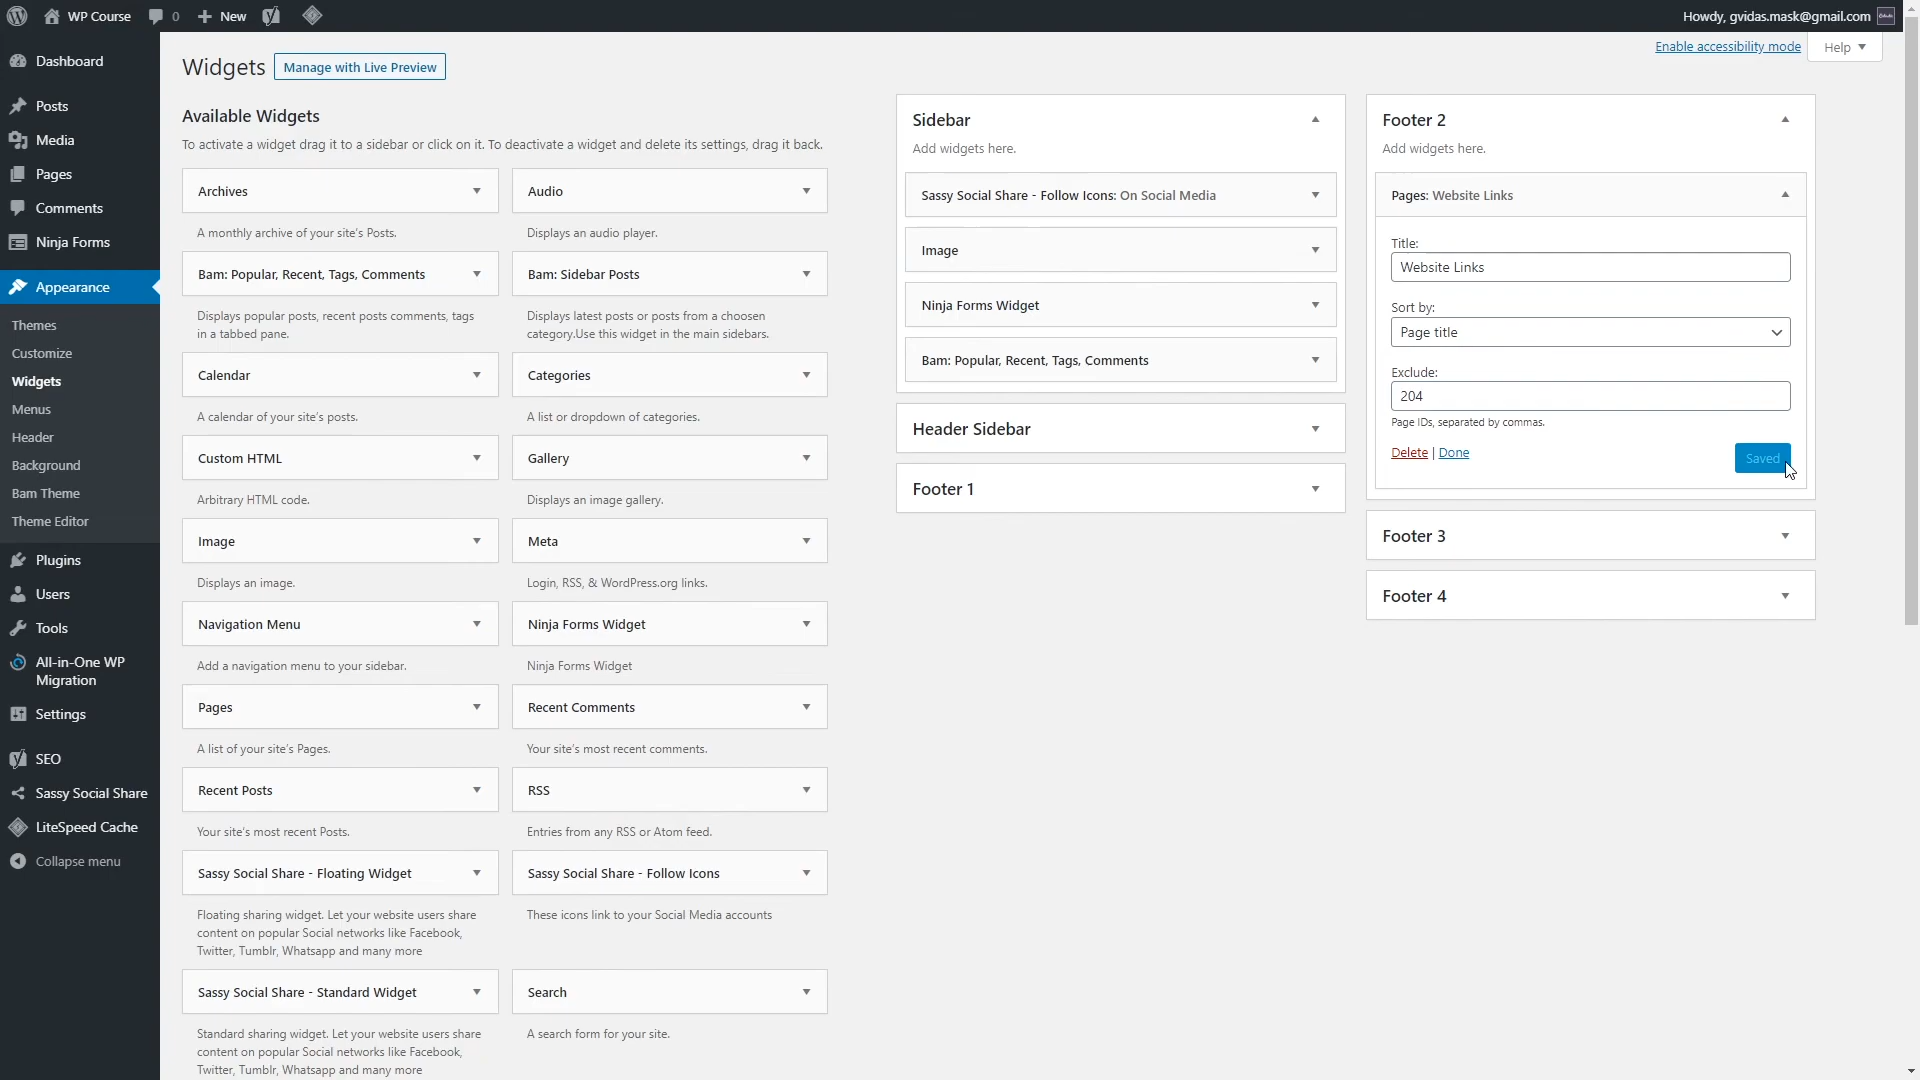 WP Course
0
New
Howdy, gvidas.mask@gmail.com
Dashboard
Posts
Media
Pages
Comments
Ninja Forms
Appearance
Themes
Customize
Widgets
Menus
Header
Background
Bam Theme
Theme Editor
Plugins
Users
Tools
All-in-One WP
Migration
Settings
SEO
Sassy Social Share
LiteSpeed Cache
Collapse menu
Enable accessibility mode
Help
Widgets
Manage with Live Preview
Available Widgets
To activate a widget drag it to a sidebar or click on it. To deactivate a widget and delete its settings, drag it back.
Archives
A monthly archive of your site's Posts.
Audio
Displays an audio player.
Bam: Popular, Recent, Tags, Comments
Displays popular posts, recent posts comments, tags
in a tabbed pane.
Bam: Sidebar Posts
Displays latest posts or posts from a choosen
category.Use this widget in the main sidebars.
Calendar
A calendar of your site's posts.
Categories
A list or dropdown of categories.
Custom HTML
Arbitrary HTML code.
Gallery
Displays an image gallery.
Image
Displays an image.
Meta
Login, RSS, & WordPress.org links.
Navigation Menu
Add a navigation menu to your sidebar.
Ninja Forms Widget
Ninja Forms Widget
Pages
A list of your site's Pages.
Recent Comments
Your site's most recent comments.
Recent Posts
Your site's most recent Posts.
RSS
Entries from any RSS or Atom feed.
Sassy Social Share - Floating Widget
Floating sharing widget. Let your website users share
content on popular Social networks like Facebook,
Twitter, Tumblr, Whatsapp and many more
Sassy Social Share - Follow Icons
These icons link to your Social Media accounts
Sassy Social Share - Standard Widget
Standard sharing widget. Let your website users share
content on popular Social networks like Facebook,
Twitter, Tumblr, Whatsapp and many more
Search
A search form for your site.
Sidebar
Add widgets here.
Sassy Social Share - Follow Icons: On Social Media
Image
Ninja Forms Widget
Bam: Popular, Recent, Tags, Comments
Header Sidebar
Footer 1
Footer 2
Add widgets here.
Pages: Website Links
Title:
Website Links
Sort by:
Page title
Exclude:
204
Page IDs, separated by commas.
Delete | Done
Saved
Footer 3
Footer 4